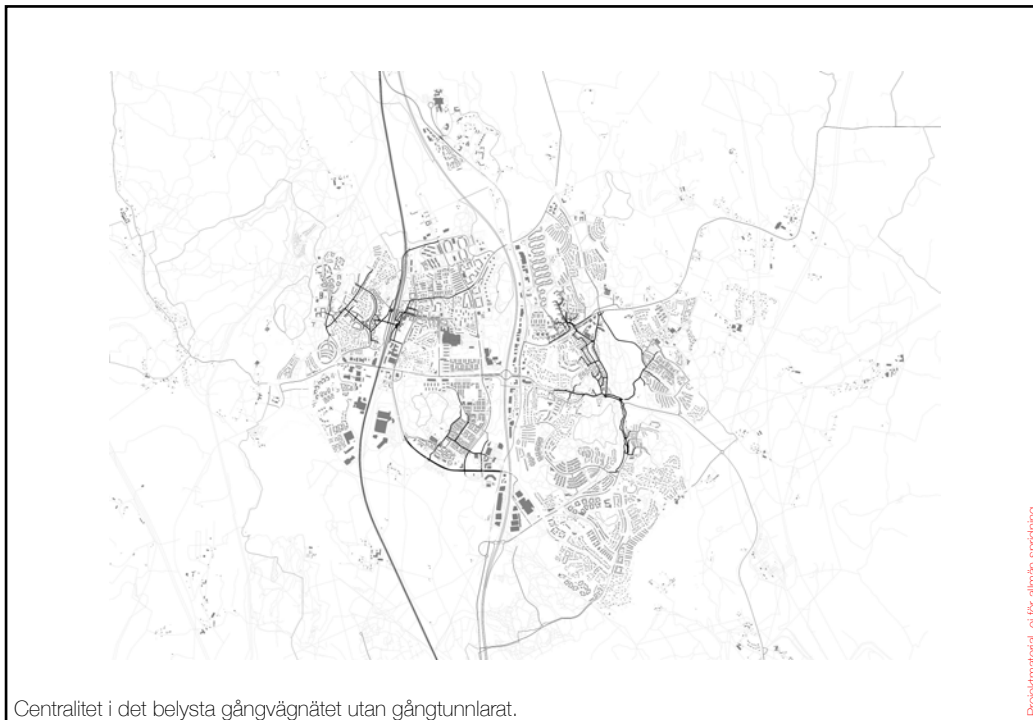 Centralitet i det belysta gångvägnätet utan gångtunnlarat.
Projektmaterial, ej för allmän spridning